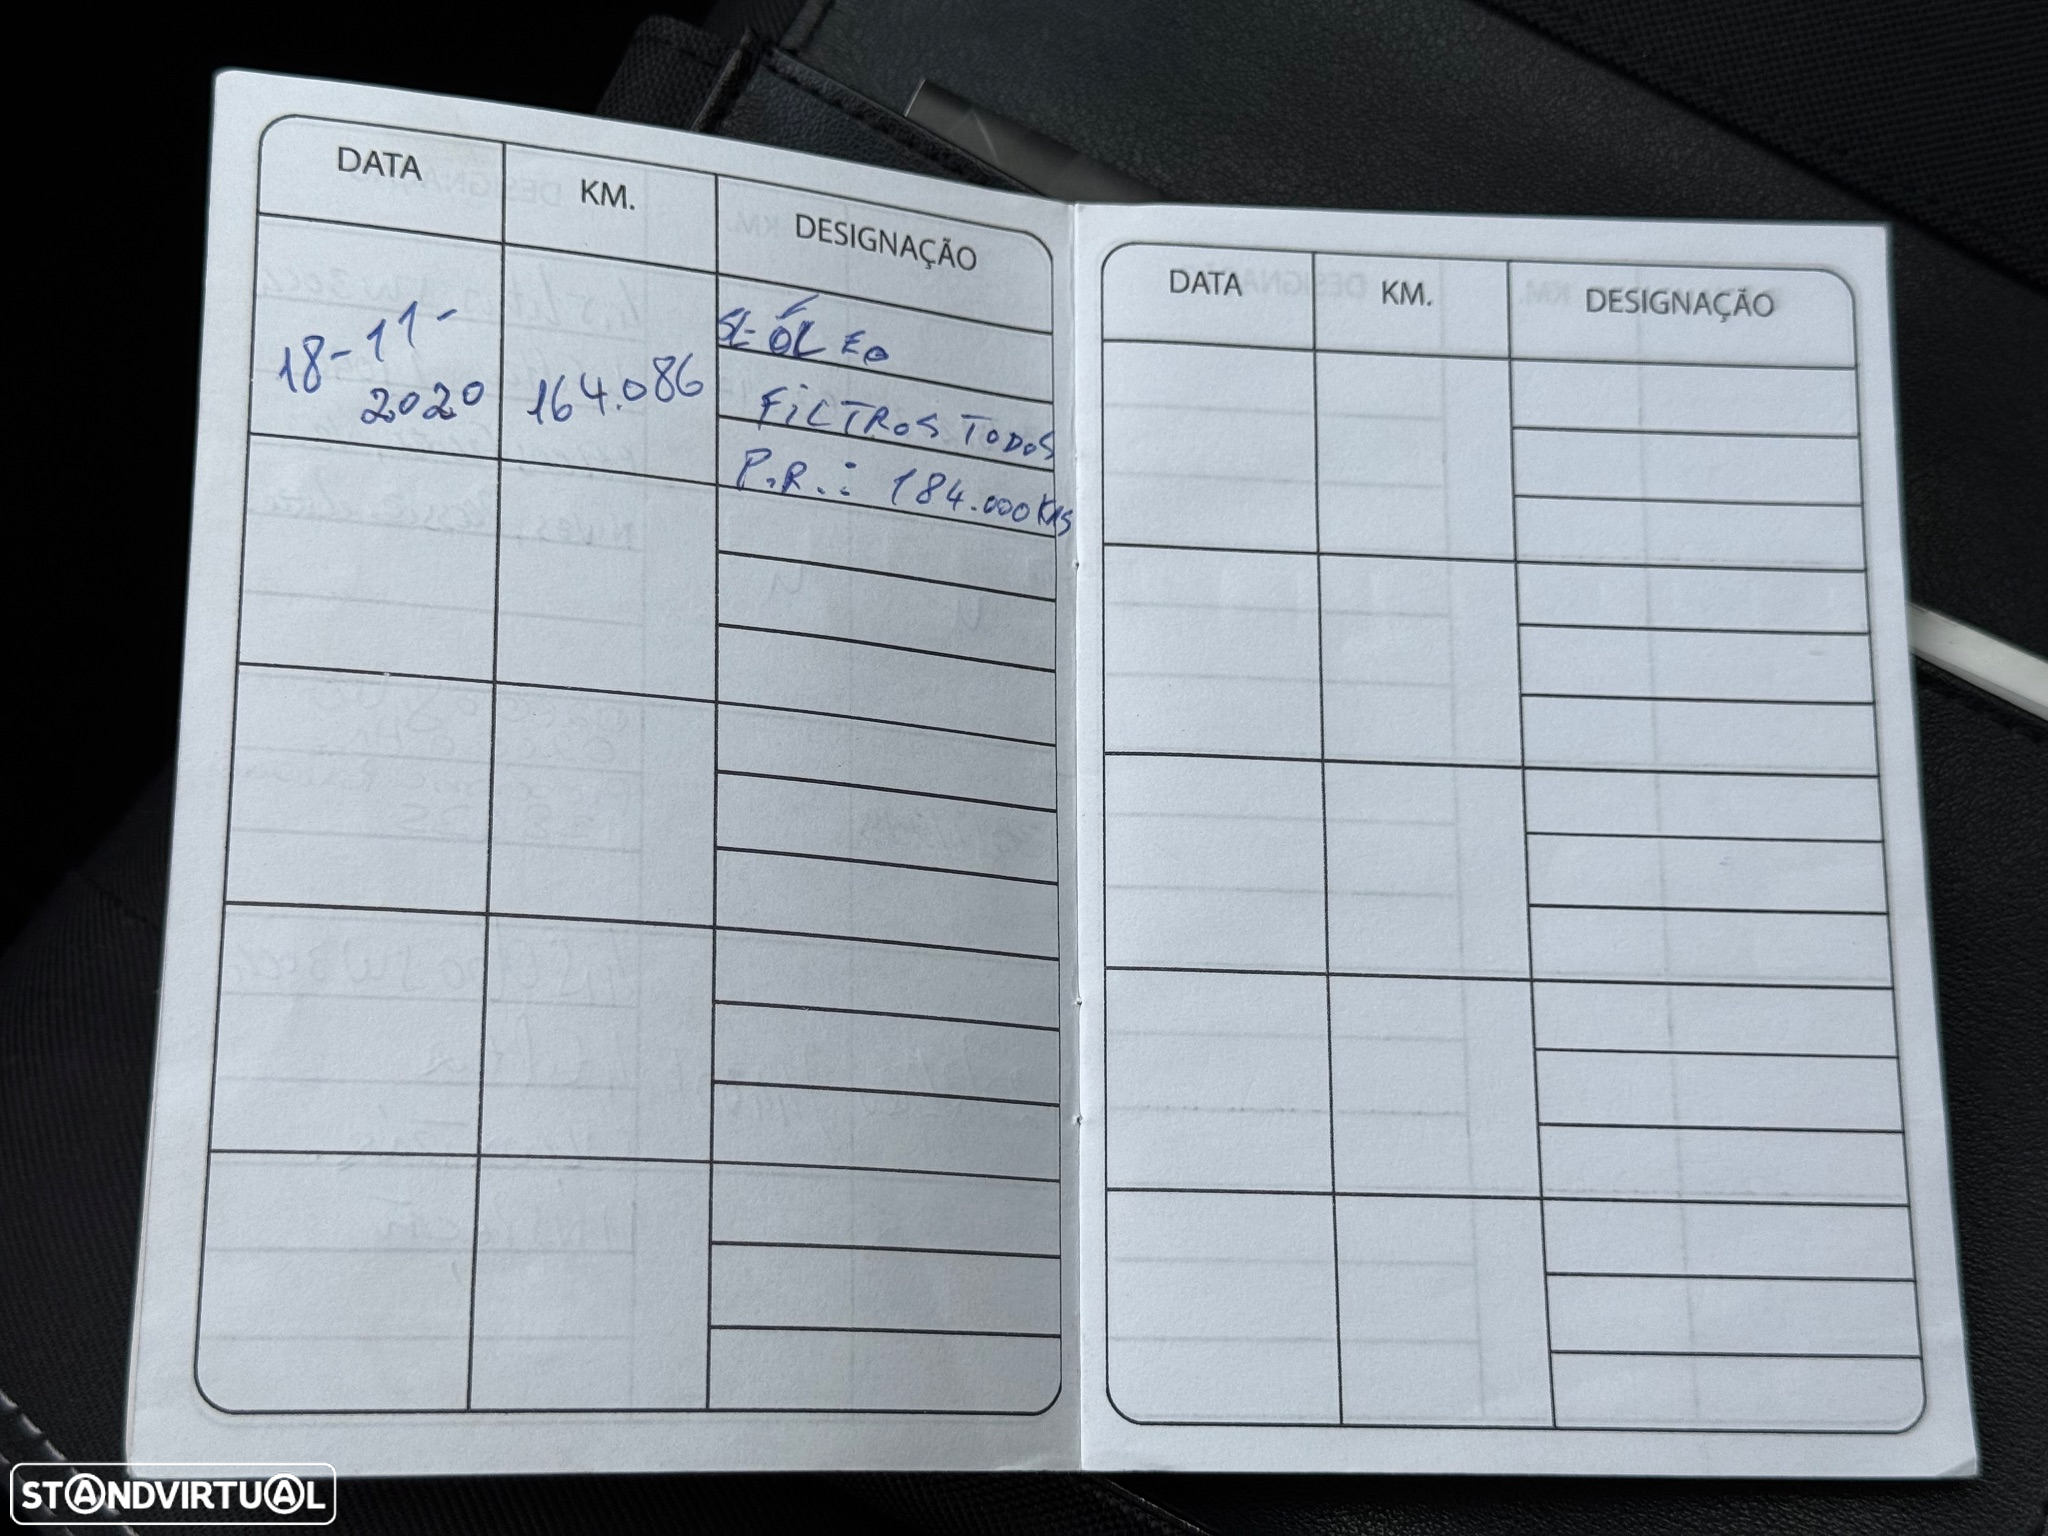 DATA KM. DESIGNAÇÃO
18-11-2020 164.086
ÓLEO
FILTROS TODOS
P.R.: 184.000 KMS
DATA KM. DESIGNAÇÃO
STANDVIRTUAL